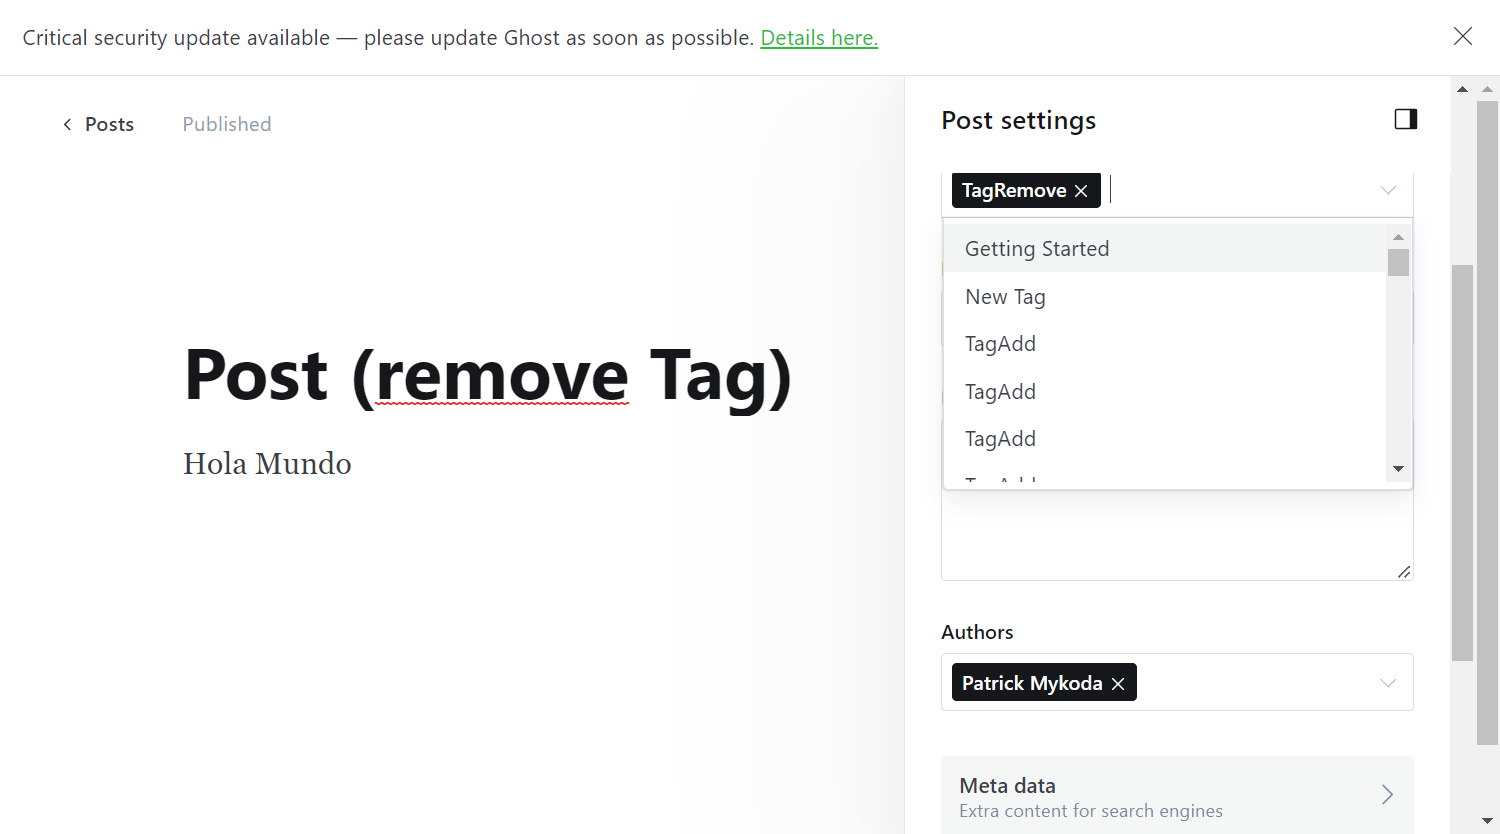 Critical security update available — please update Ghost as soon as possible. Details here.
Posts
Published
Post (remove Tag)
Hola Mundo
Post settings
TagRemove
Getting Started
New Tag
TagAdd
TagAdd
TagAdd
Authors
Patrick Mykoda
Meta data
Extra content for search engines